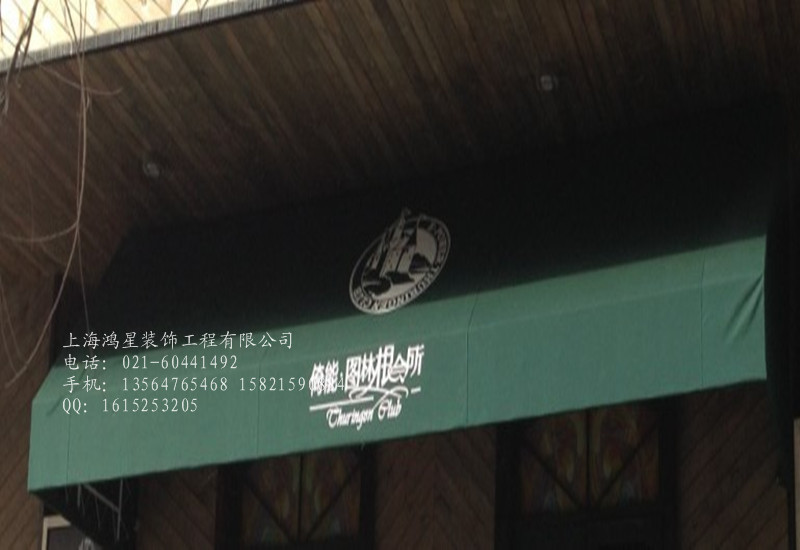 上海鸿星装饰工程有限公司
电话: 021-60441492
手机: 13564765468
QQ: 1615253205
能·图林根会所
Thuringen Club